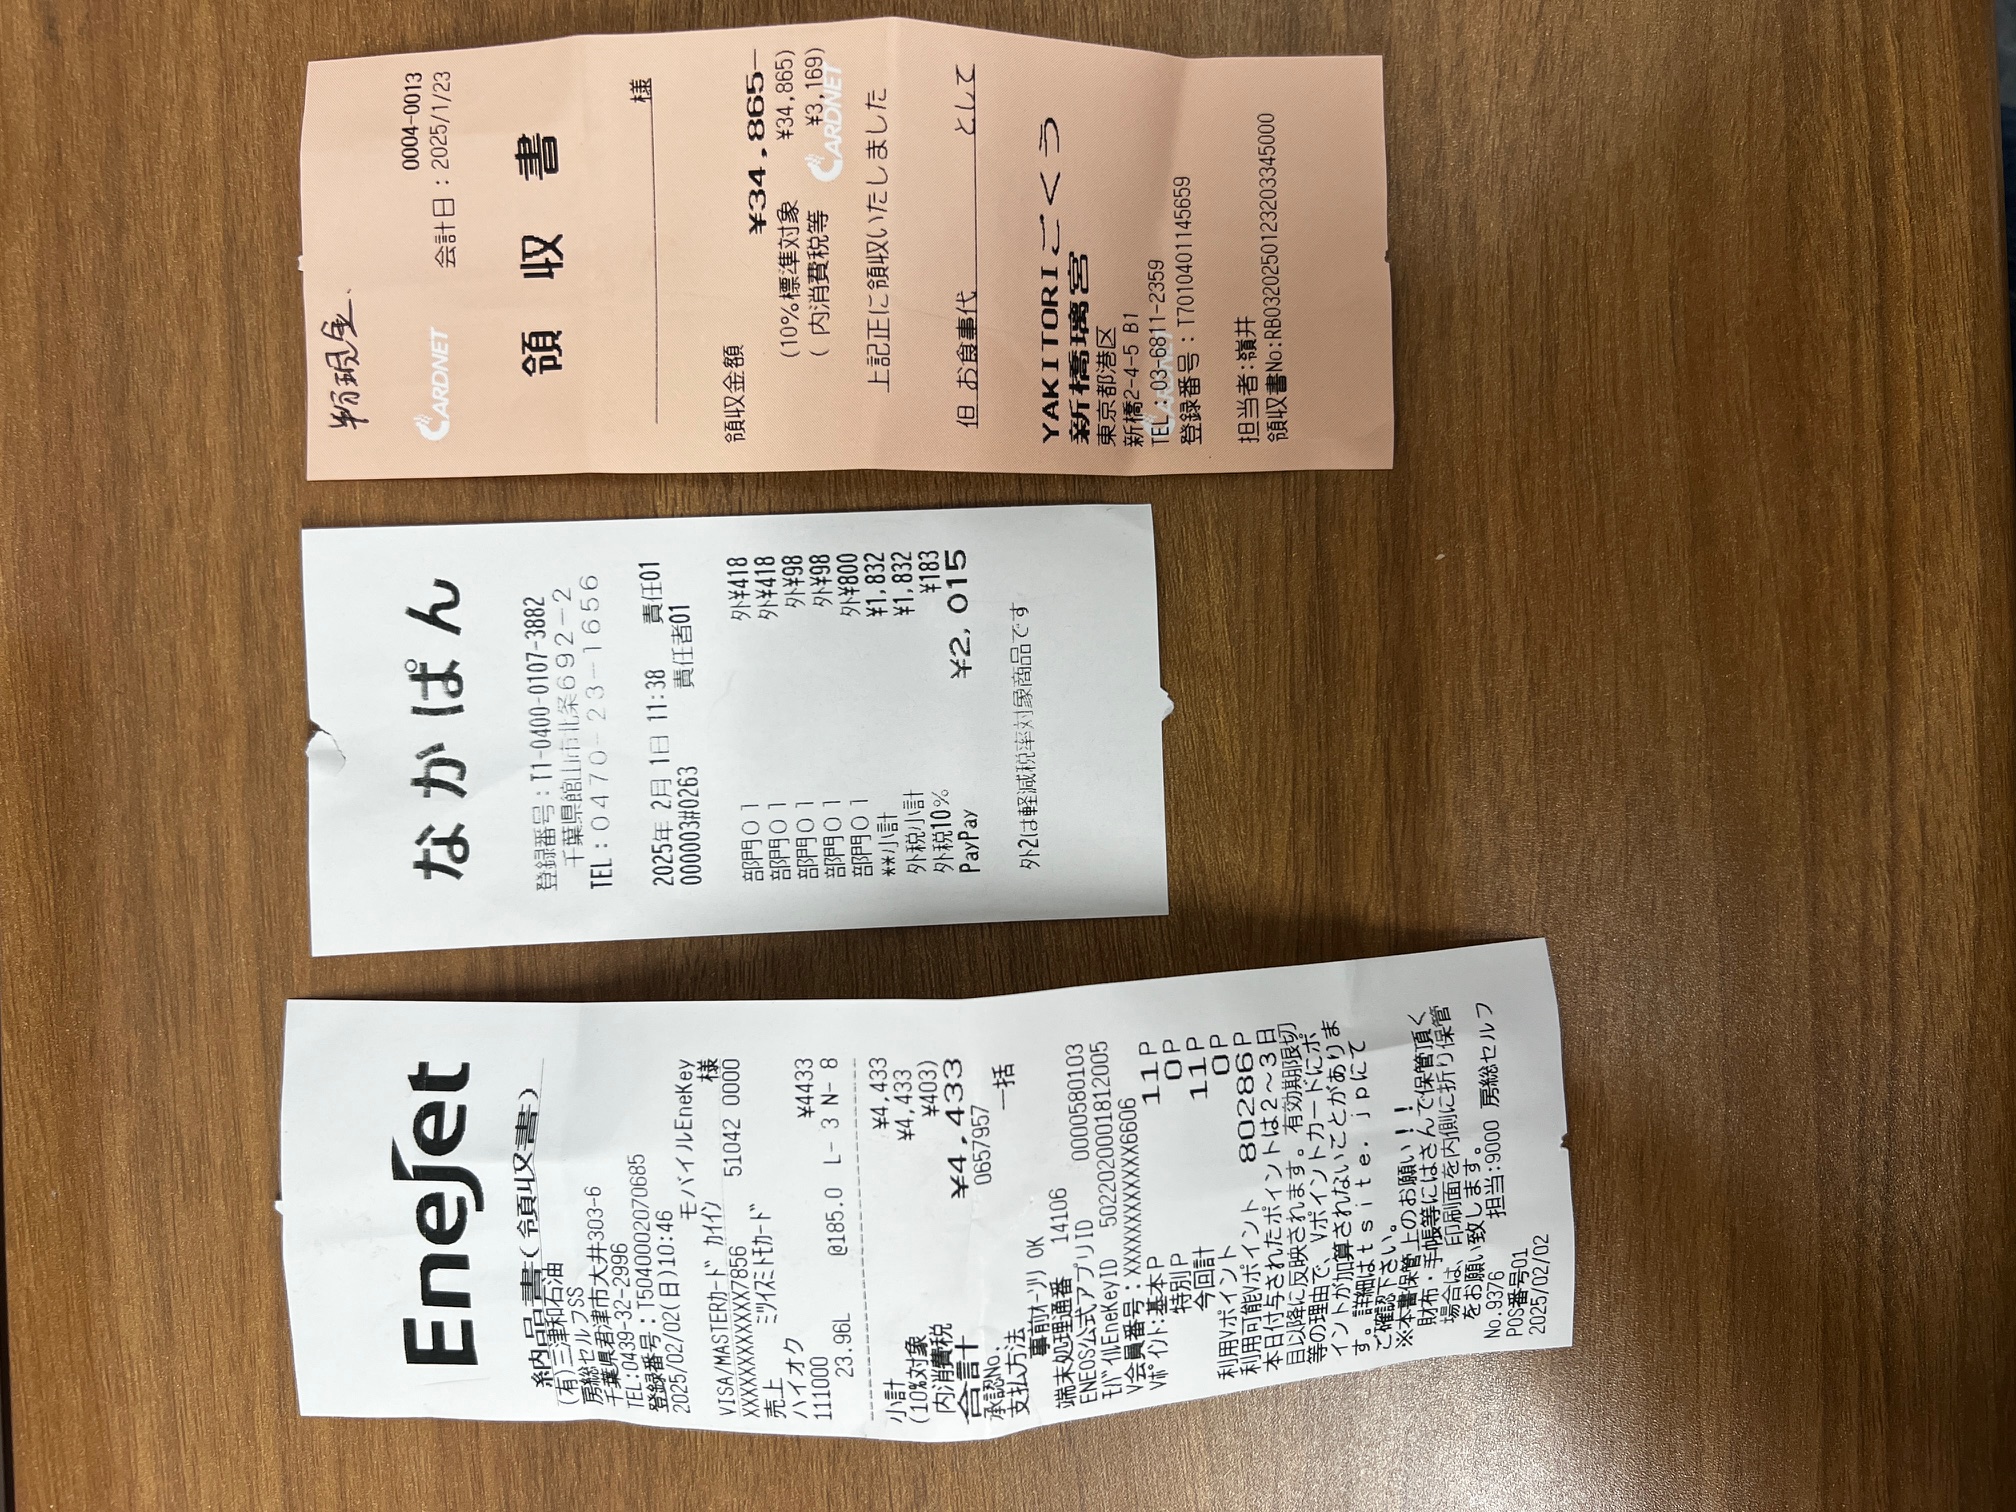 EneJet
納品書(領収書)
(有)三津和石油
房総セルフSS
千葉県君津市大井303-6
TEL:0439-32-2996
登録番号：T5040002070685
2025/02/02(日)10:46
モバイルEneKey
VISA/MASTERｶｰﾄﾞ ｶｲｲﾝ 様
XXXXXXXXXXXX7856 51042 0000
売上 ﾐﾂｲｽﾐﾄﾓｶｰﾄﾞ
ハイオク
111000 ¥4433
23.96L @185.0 L- 3 N- 8
小計 ¥4,433
(10%対象 ¥4,433
内消費税 ¥403)
合計 ¥4,433
承認No. 0657957
支払方法 一括
事前ｵｰｿﾘ OK
端末処理通番 14106
ENEOS公式アプリID 0000580103
ﾓﾊﾞｲﾙEneKeyID 5022020001812005
V会員番号：XXXXXXXXXXXX6606
Vﾎﾟｲﾝﾄ:基本P 11P
特別P 0P
今回計 11P
利用Vポイント 0P
利用可能Vポイント 80286P
本日付与されたポイントは2～3日
目以降に反映されます。有効期限切
等の理由で、Vポイントカードにポ
イントが加算されないことがありま
す。詳細はtsite.jpにて
ご確認下さい。
※本書保管上のお願い！！
財布・手帳等にはさんで保管頂く
場合は、印刷面を内側に折り保管
をお願い致します。
No.9376 担当:9000 房総セルフ
POS番号01
2025/02/02
なかぱん
登録番号：T1-0400-0107-3882
千葉県館山市北条692-2
TEL：0470-23-1656
2025年 2月 1日 11:38 責任01
000003#0263 責任者01
部門01 外¥418
部門01 外¥418
部門01 外¥98
部門01 外¥98
部門01 外¥800
**小計 ¥1,832
外税小計 ¥1,832
外税10% ¥183
PayPay ¥2,015
外2は軽減税率対象商品です
半分現金.
0004-0013
CARDNET
会計日：2025/1/23
領収書
様
領収金額
¥34,865-
(10%標準対象 ¥34,865)
( 内消費税等 ¥3,169)
CARDNET
上記正に領収いたしました
但 お食事代 として
YAKITORIごくう
新橋璃宮
東京都港区
新橋2-4-5 B1
TEL：03-6811-2359
CARDNET
登録番号：T7010401145659
担当者:嶺井
領収書No:RB0320250123203345000